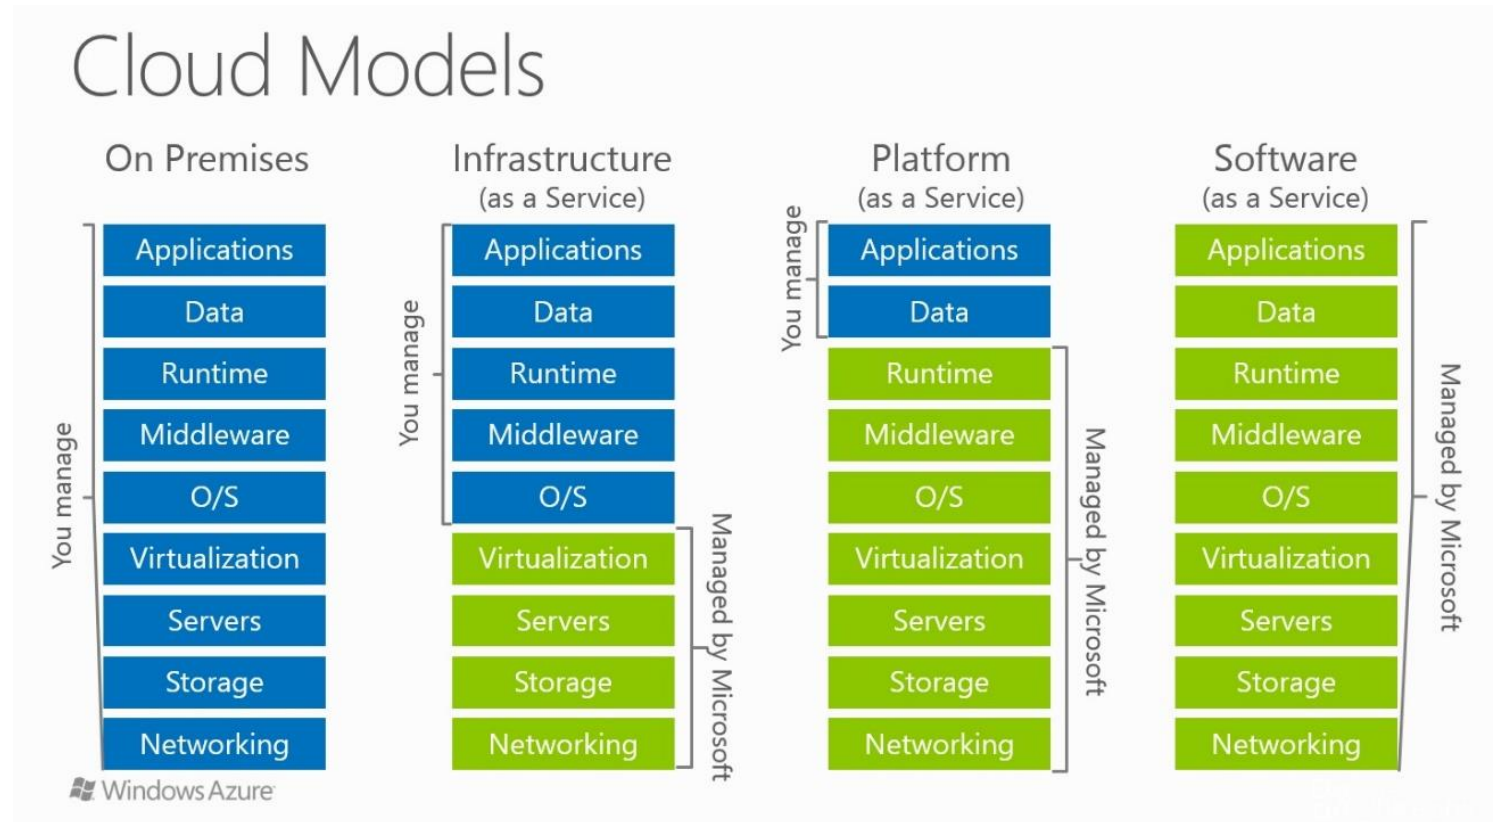 Cloud Models
On Premises
You manage
Applications
Data
Runtime
Middleware
O/S
Virtualization
Servers
Storage
Networking
Infrastructure
(as a Service)
You manage
Applications
Data
Runtime
Middleware
O/S
Virtualization
Servers
Storage
Networking
Managed by Microsoft
Platform
(as a Service)
You manage
Applications
Data
Runtime
Middleware
O/S
Virtualization
Servers
Storage
Networking
Managed by Microsoft
Software
(as a Service)
Applications
Data
Runtime
Middleware
O/S
Virtualization
Servers
Storage
Networking
Managed by Microsoft
Windows Azure